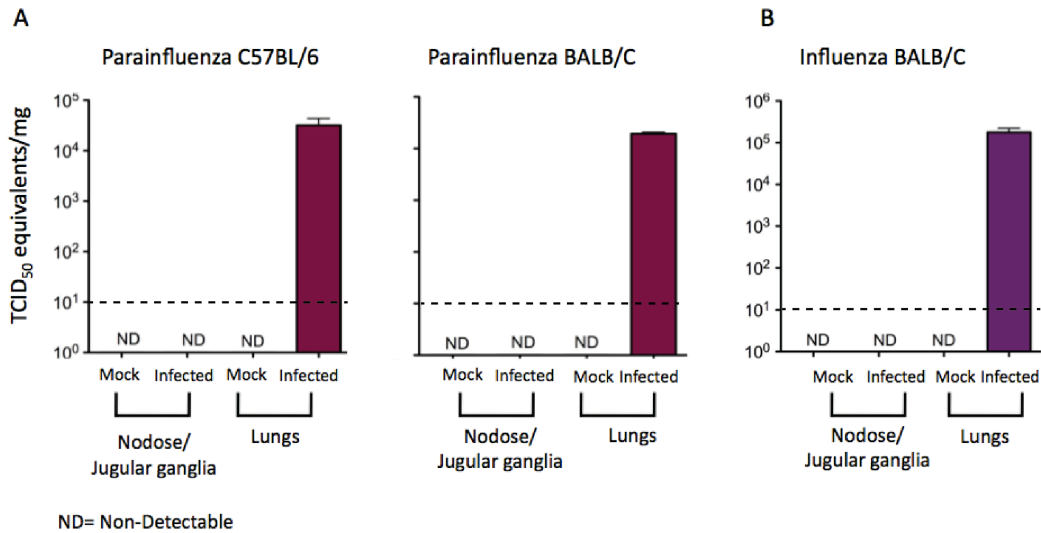 A
B
Parainfluenza C57BL/6
Parainfluenza BALB/C
Influenza BALB/C
TCID50 equivalents/mg
10^5
10^4
10^3
10^2
10^1
10^0
ND ND ND
Mock Infected Mock Infected
Nodose/
Jugular ganglia
Lungs
ND ND ND
Mock Infected Mock Infected
Nodose/
Jugular ganglia
Lungs
10^6
10^5
10^4
10^3
10^2
10^1
10^0
ND ND ND
Mock Infected Mock Infected
Nodose/
Jugular ganglia
Lungs
ND= Non-Detectable